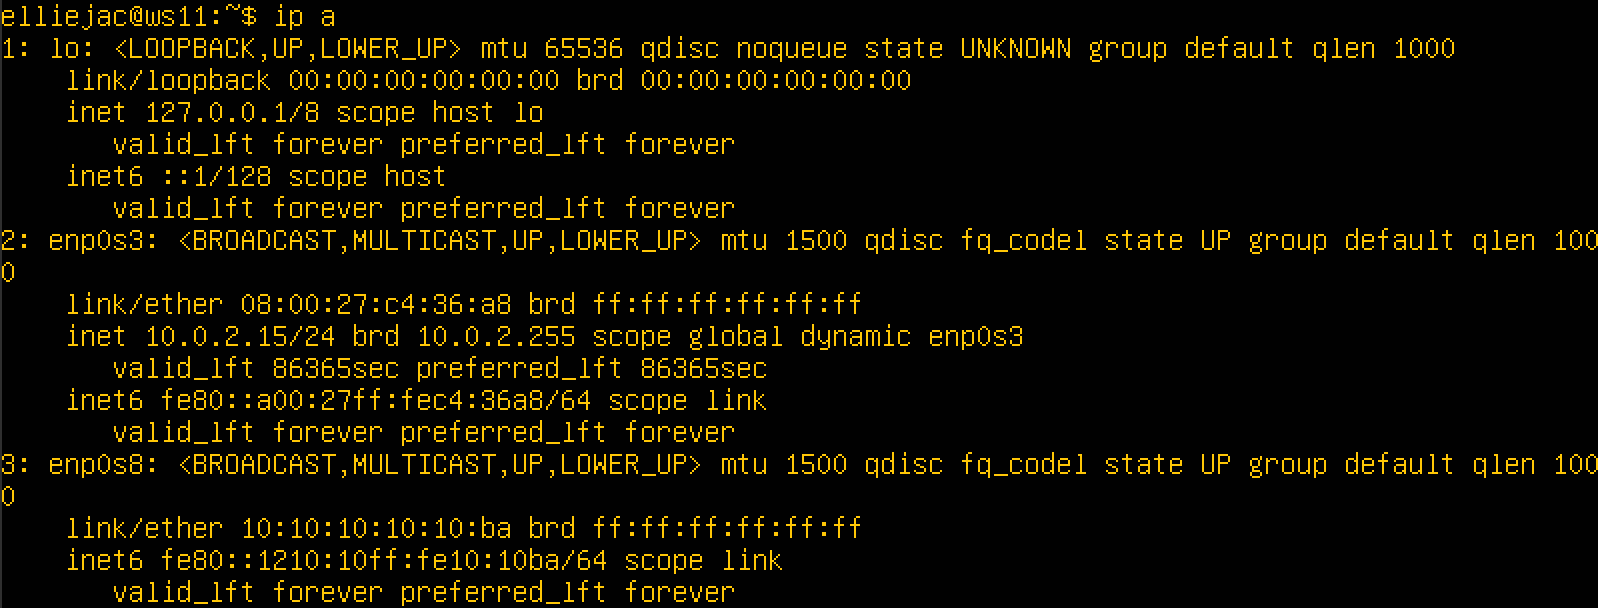 elliejac@ws11:~$ ip a
1: lo: <LOOPBACK,UP,LOWER_UP> mtu 65536 qdisc noqueue state UNKNOWN group default qlen 1000
    link/loopback 00:00:00:00:00:00 brd 00:00:00:00:00:00
    inet 127.0.0.1/8 scope host lo
       valid_lft forever preferred_lft forever
    inet6 ::1/128 scope host
       valid_lft forever preferred_lft forever
2: enp0s3: <BROADCAST,MULTICAST,UP,LOWER_UP> mtu 1500 qdisc fq_codel state UP group default qlen 100
0
    link/ether 08:00:27:c4:36:a8 brd ff:ff:ff:ff:ff:ff
    inet 10.0.2.15/24 brd 10.0.2.255 scope global dynamic enp0s3
       valid_lft 86365sec preferred_lft 86365sec
    inet6 fe80::a00:27ff:fec4:36a8/64 scope link
       valid_lft forever preferred_lft forever
3: enp0s8: <BROADCAST,MULTICAST,UP,LOWER_UP> mtu 1500 qdisc fq_codel state UP group default qlen 100
0
    link/ether 10:10:10:10:10:ba brd ff:ff:ff:ff:ff:ff
    inet6 fe80::1210:10ff:fe10:10ba/64 scope link
       valid_lft forever preferred_lft forever